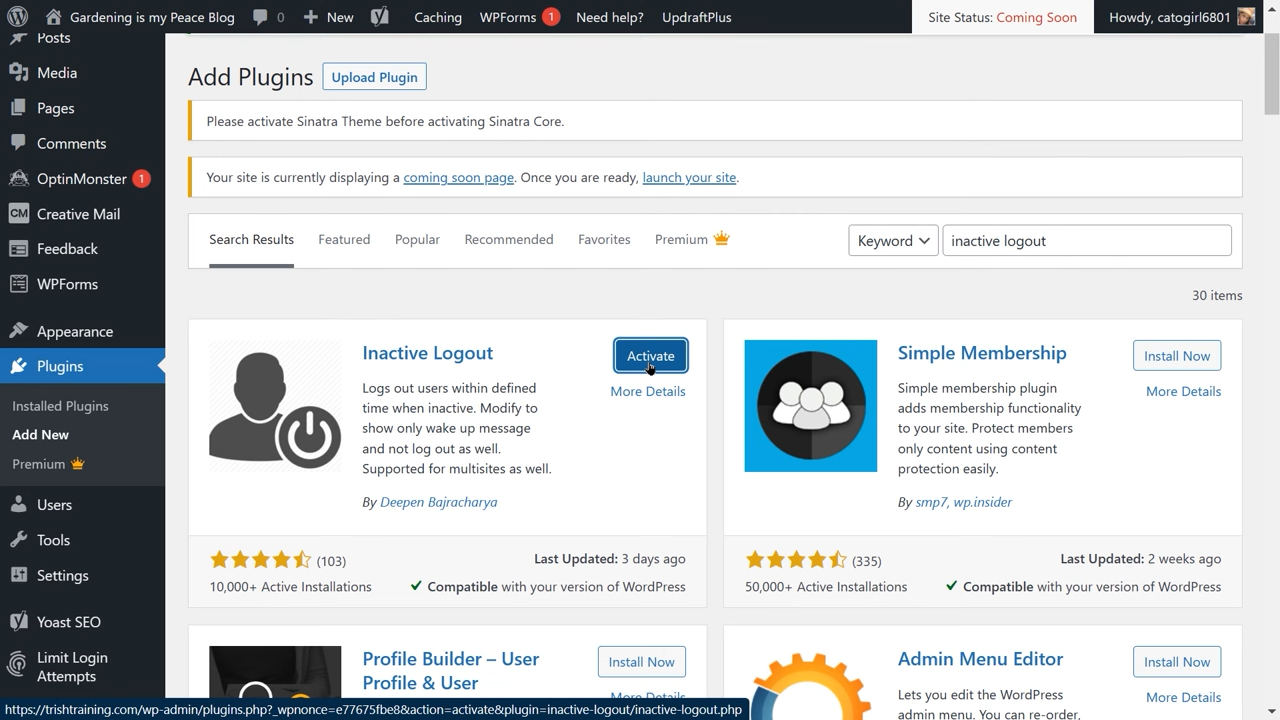 Gardening is my Peace Blog 0 New Caching WPForms 1 Need help? UpdraftPlus Site Status: Coming Soon Howdy, catogirl6801
Posts
Media
Pages
Comments
OptinMonster 1
CM Creative Mail
Feedback
WPForms
Appearance
Plugins
Installed Plugins
Add New
Premium
Users
Tools
Settings
Yoast SEO
Limit Login
Attempts
Add Plugins Upload Plugin
Please activate Sinatra Theme before activating Sinatra Core.
Your site is currently displaying a coming soon page. Once you are ready, launch your site.
Search Results Featured Popular Recommended Favorites Premium Keyword inactive logout
30 items
Inactive Logout
Activate
More Details
Logs out users within defined
time when inactive. Modify to
show only wake up message
and not log out as well.
Supported for multisites as well.
By Deepen Bajracharya
(103)
Last Updated: 3 days ago
10,000+ Active Installations
Compatible with your version of WordPress
Simple Membership
Install Now
More Details
Simple membership plugin
adds membership functionality
to your site. Protect members
only content using content
protection easily.
By smp7, wp.insider
(335)
Last Updated: 2 weeks ago
50,000+ Active Installations
Compatible with your version of WordPress
Profile Builder – User
Profile & User
Install Now
More Details
Admin Menu Editor
Install Now
More Details
Lets you edit the WordPress
admin menu. You can re-order,
https://trishtraining.com/wp-admin/plugins.php?_wpnonce=e77675fbe8&action=activate&plugin=inactive-logout/inactive-logout.php